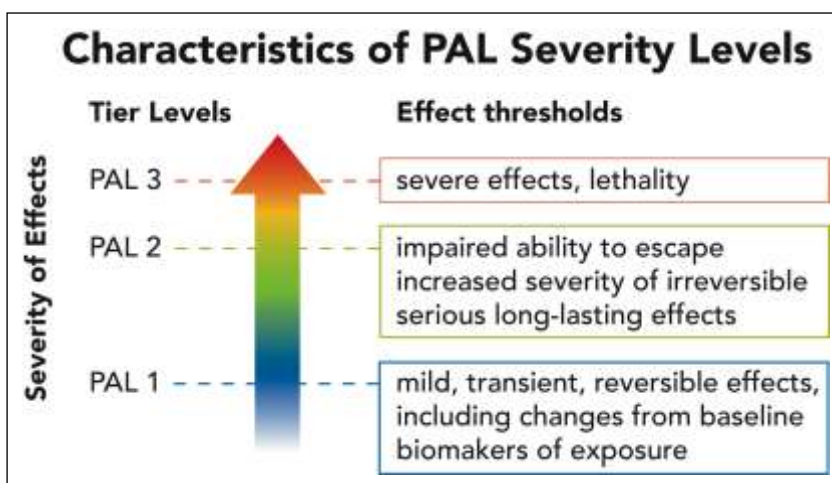 Characteristics of PAL Severity Levels
Tier Levels
Effect thresholds
Severity of Effects
PAL 3
severe effects, lethality
PAL 2
impaired ability to escape
increased severity of irreversible
serious long-lasting effects
PAL 1
mild, transient, reversible effects,
including changes from baseline
biomakers of exposure